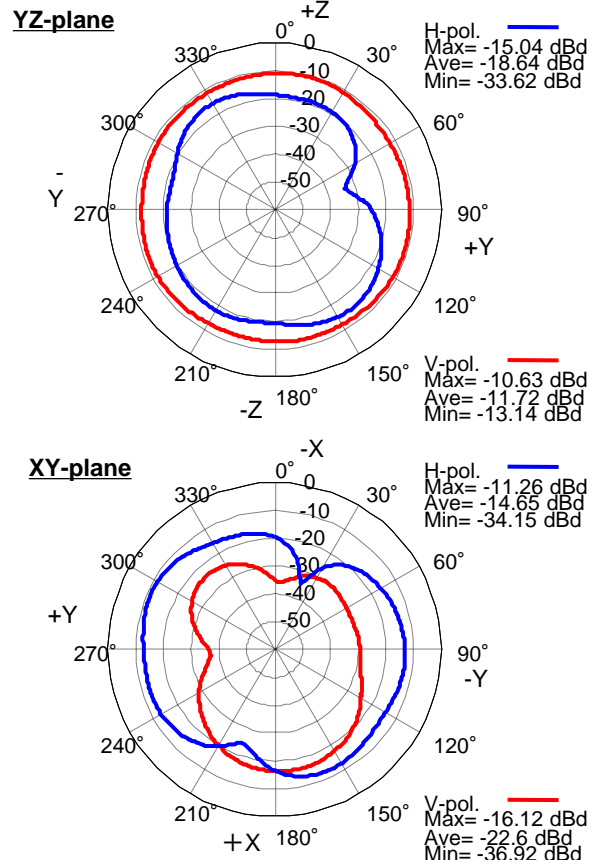 YZ-plane
+Z
0°
0
-10
-20
-30
-40
-50
30°
60°
90°
+Y
120°
150°
180°
-Z
210°
240°
270°
-
Y
300°
330°
H-pol.
Max= -15.04 dBd
Ave= -18.64 dBd
Min= -33.62 dBd
V-pol.
Max= -10.63 dBd
Ave= -11.72 dBd
Min= -13.14 dBd
XY-plane
-X
0°
0
-10
-20
-30
-40
-50
30°
60°
90°
-Y
120°
150°
180°
+X
210°
240°
270°
+Y
300°
330°
H-pol.
Max= -11.26 dBd
Ave= -14.65 dBd
Min= -34.15 dBd
V-pol.
Max= -16.12 dBd
Ave= -22.6 dBd
Min= -36.92 dBd